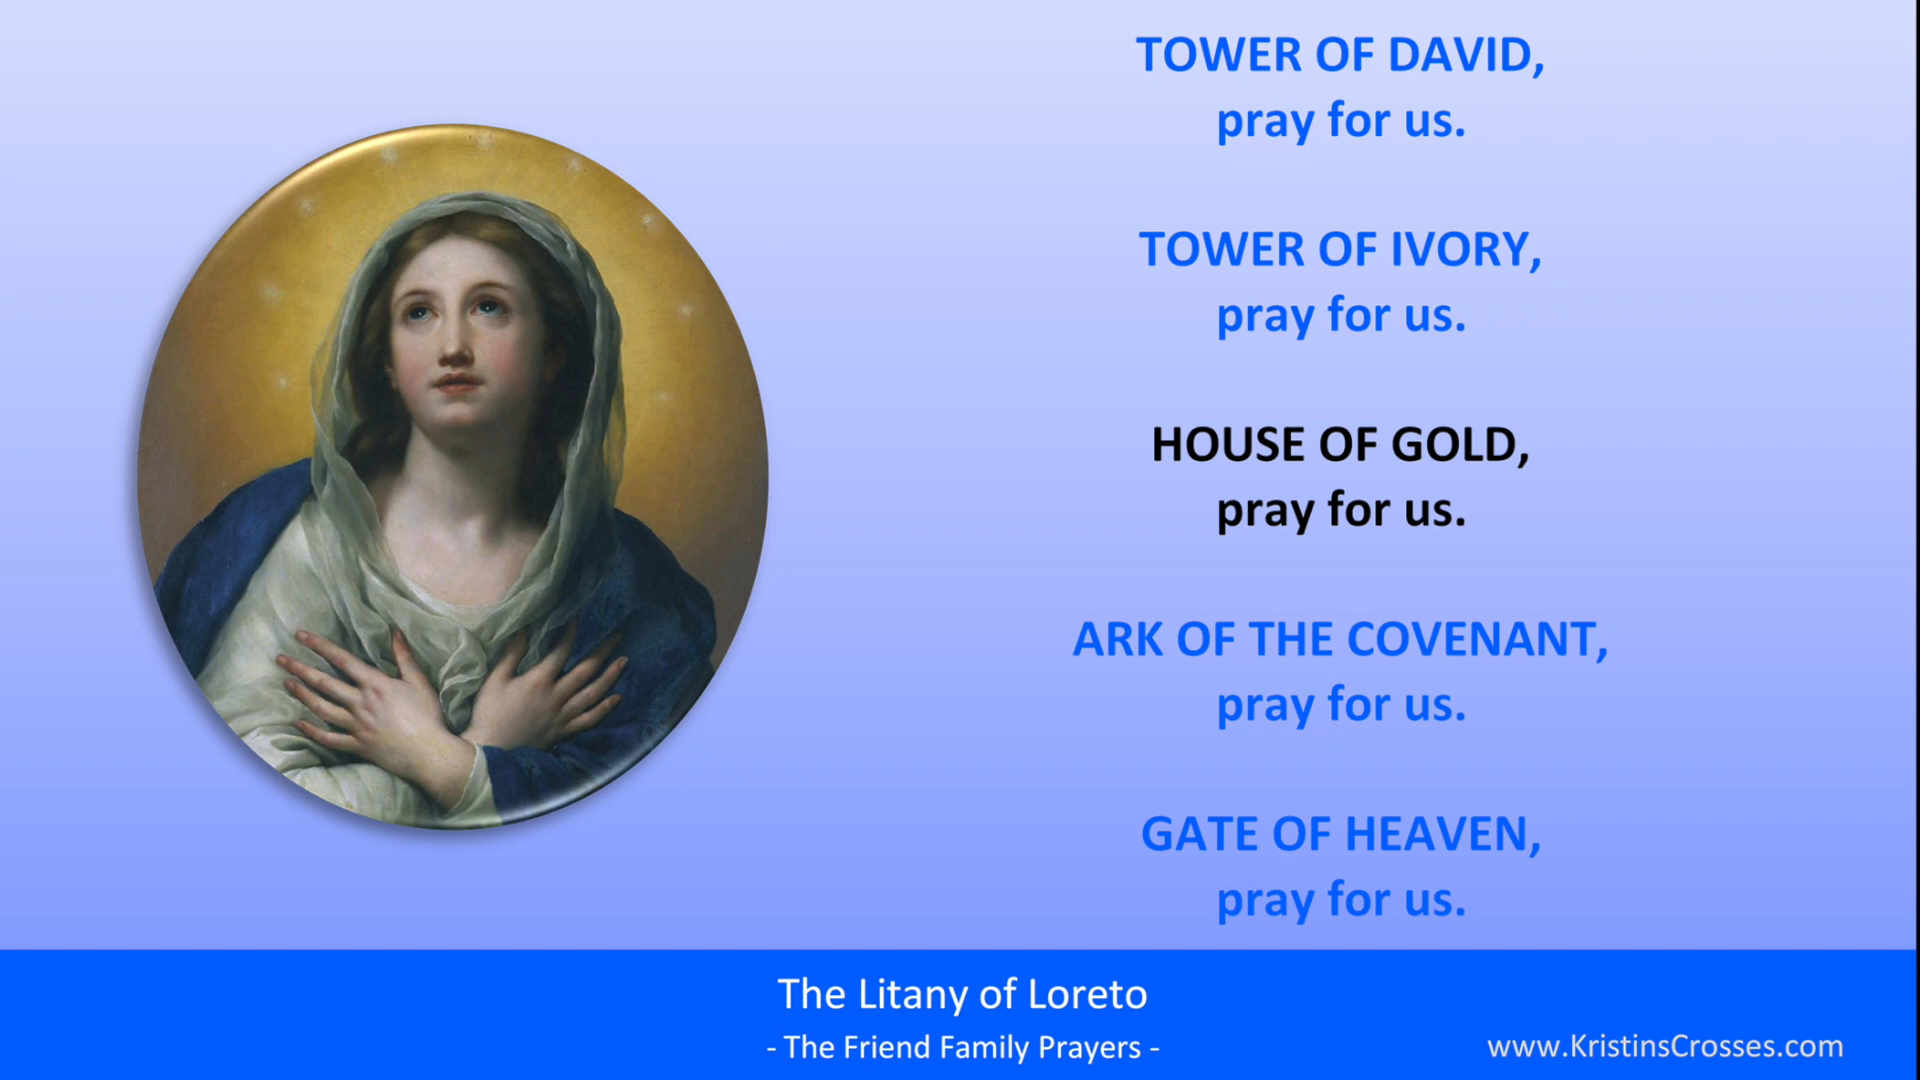 TOWER OF DAVID,
pray for us.
TOWER OF IVORY,
pray for us.
HOUSE OF GOLD,
pray for us.
ARK OF THE COVENANT,
pray for us.
GATE OF HEAVEN,
pray for us.
The Litany of Loreto
- The Friend Family Prayers -
www.KristinsCrosses.com